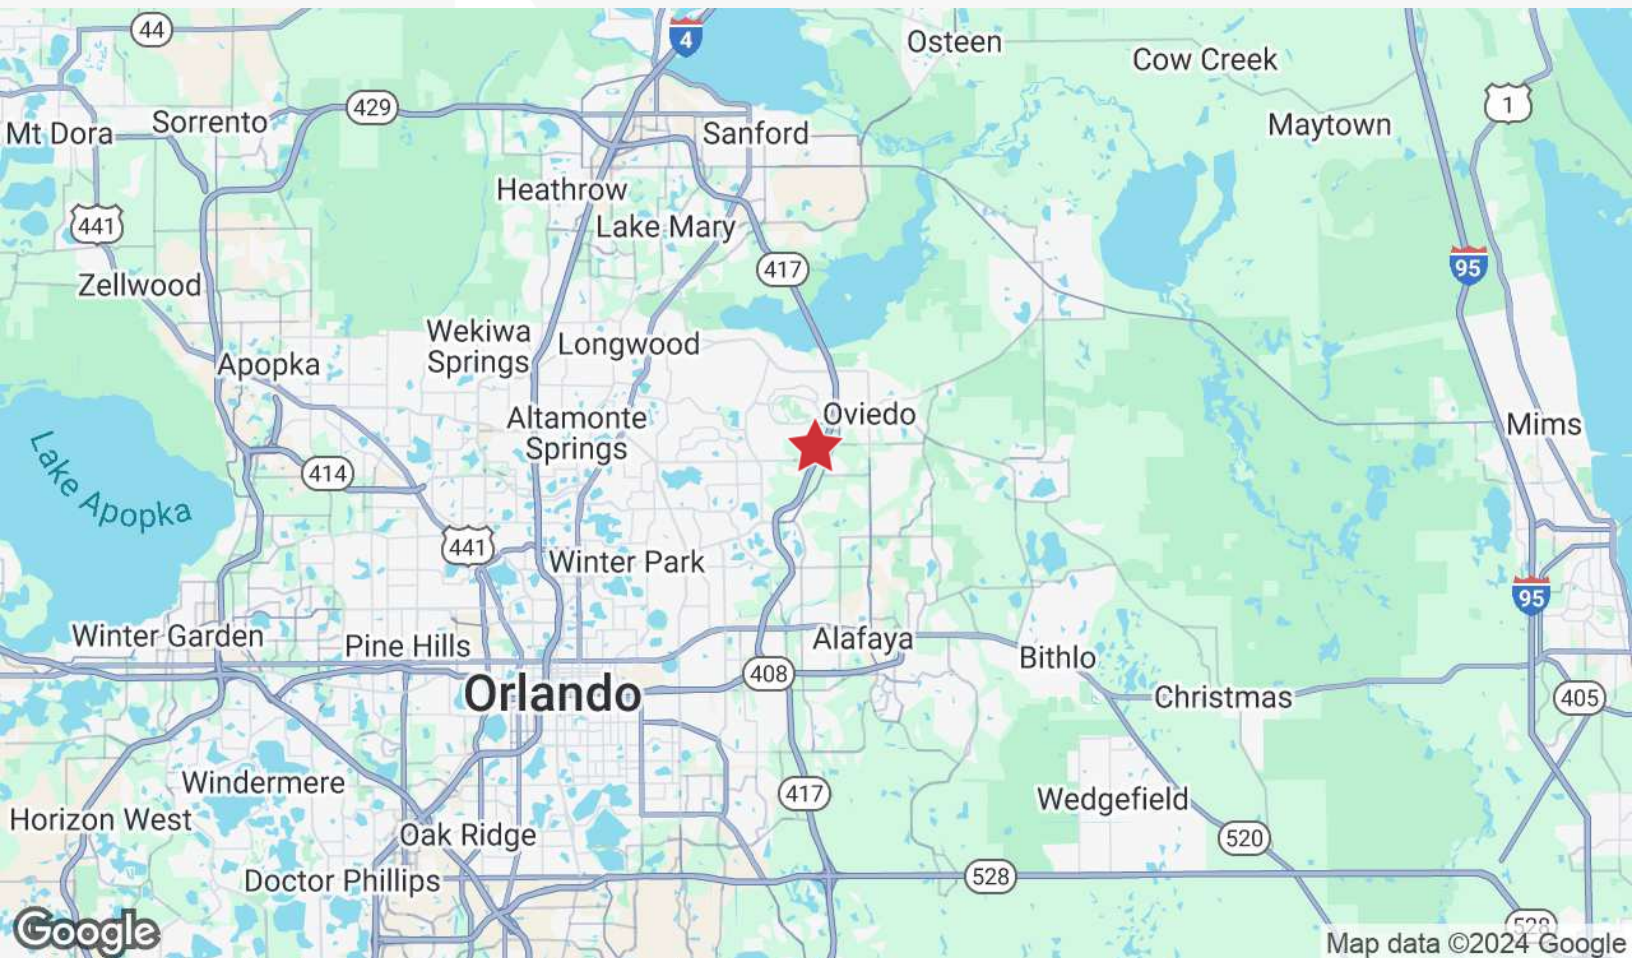 44
4
Osteen
Cow Creek
1
429
Sorrento
Mt Dora
Sanford
Maytown
Heathrow
441
Lake Mary
417
95
Zellwood
Wekiwa
Springs
Longwood
Apopka
Altamonte
Springs
Oviedo
Mims
Lake Apopka
414
441
Winter Park
95
Winter Garden
Pine Hills
Alafaya
Bithlo
408
Orlando
Christmas
405
Windermere
417
Wedgefield
Horizon West
Oak Ridge
520
Doctor Phillips
528
528
Google
Map data ©2024 Google